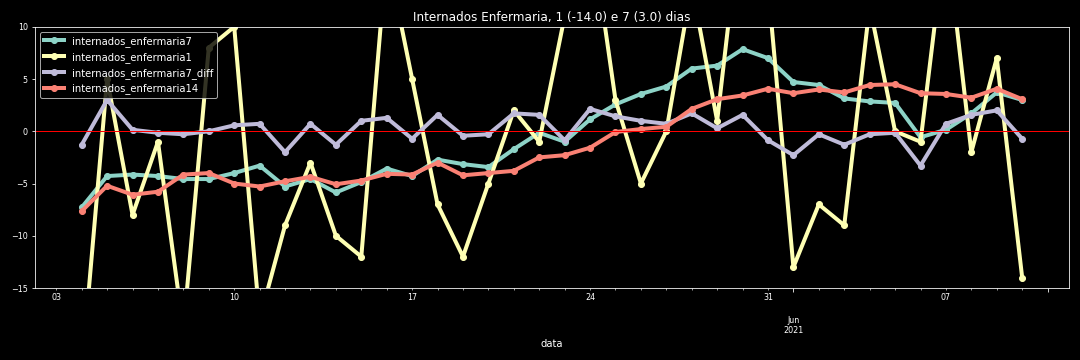 Internados Enfermaria, 1 (-14.0) e 7 (3.0) dias
internados_enfermaria7
internados_enfermaria1
internados_enfermaria7_diff
internados_enfermaria14
10
5
0
−5
−10
−15
03
10
17
24
31
07
Jun
2021
data